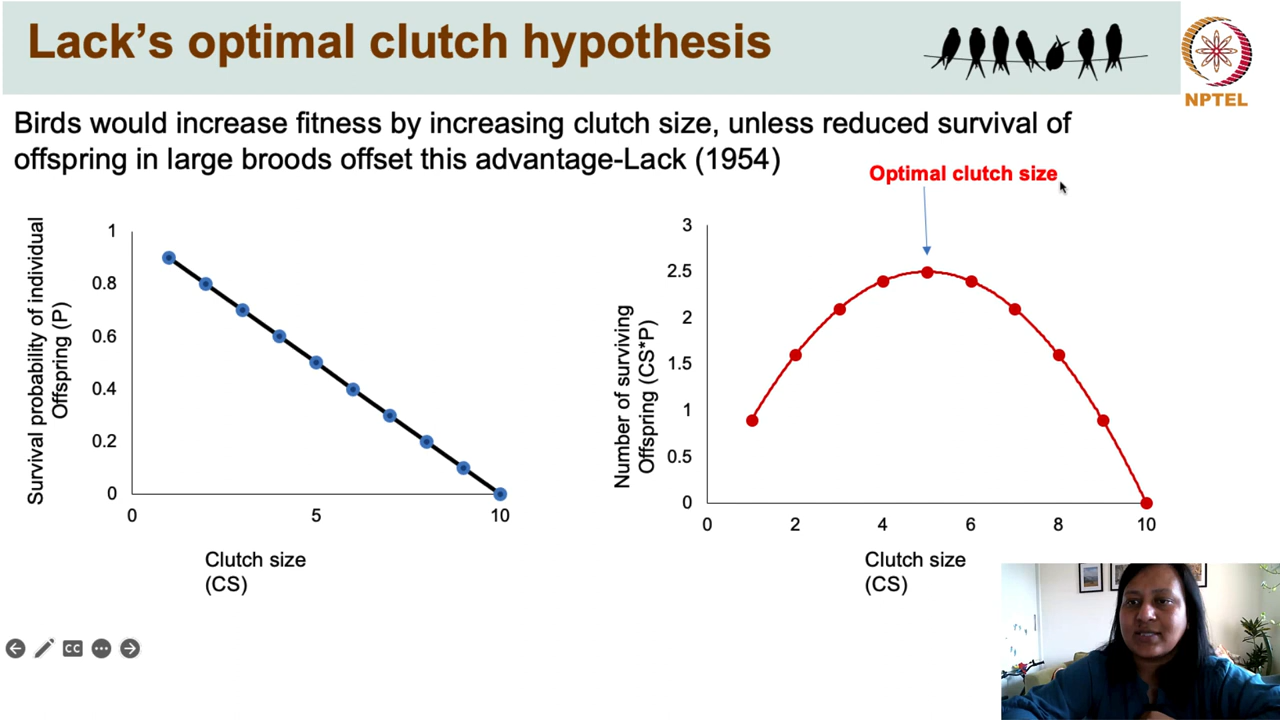 Lack's optimal clutch hypothesis
NPTEL
Birds would increase fitness by increasing clutch size, unless reduced survival of
offspring in large broods offset this advantage-Lack (1954)
Optimal clutch size
Survival probability of individual
Offspring (P)
1
0.8
0.6
0.4
0.2
0
0 5 10
Clutch size
(CS)
Number of surviving
Offspring (CS*P)
3
2.5
2
1.5
1
0.5
0
0 2 4 6 8 10
Clutch size
(CS)
CC